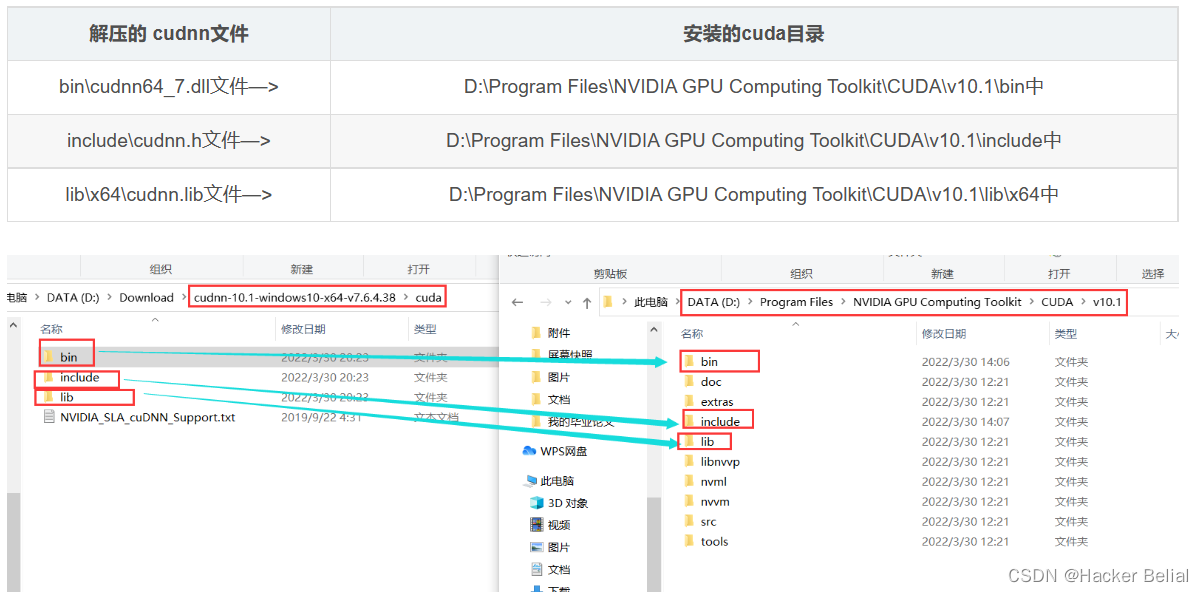 解压的 cudnn文件 安装的cuda目录
bin\cudnn64_7.dll文件—> D:\Program Files\NVIDIA GPU Computing Toolkit\CUDA\v10.1\bin中
include\cudnn.h文件—> D:\Program Files\NVIDIA GPU Computing Toolkit\CUDA\v10.1\include中
lib\x64\cudnn.lib文件—> D:\Program Files\NVIDIA GPU Computing Toolkit\CUDA\v10.1\lib\x64中
组织 新建 打开
电脑 > DATA (D:) > Download > cudnn-10.1-windows10-x64-v7.6.4.38 > cuda
名称 修改日期 类型
bin 2022/3/30 20:23 文件夹
include 2022/3/30 20:23 文件夹
lib 2022/3/30 20:23 文件夹
NVIDIA_SLA_cuDNN_Support.txt 2019/9/22 4:31 文本文档
剪贴板 组织 新建 打开 选择
此电脑 > DATA (D:) > Program Files > NVIDIA GPU Computing Toolkit > CUDA > v10.1
附件
屏幕快照
图片
文档
我的毕业论文
WPS网盘
此电脑
3D 对象
视频
图片
文档
下载
名称 修改日期 类型 大
bin 2022/3/30 14:06 文件夹
doc 2022/3/30 12:21 文件夹
extras 2022/3/30 12:21 文件夹
include 2022/3/30 14:07 文件夹
lib 2022/3/30 12:21 文件夹
libnvvp 2022/3/30 12:21 文件夹
nvml 2022/3/30 12:21 文件夹
nvvm 2022/3/30 12:21 文件夹
src 2022/3/30 12:21 文件夹
tools 2022/3/30 12:21 文件夹
CSDN @Hacker Belial